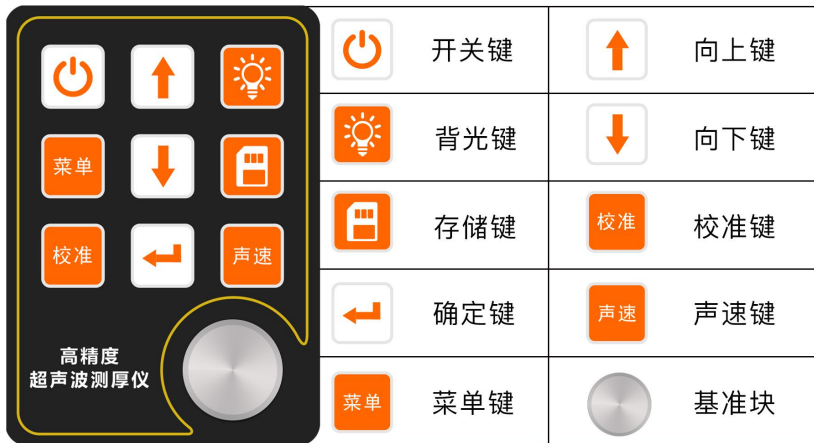 菜单
校准
声速
高精度
超声波测厚仪
开关键
向上键
背光键
向下键
存储键
校准
校准键
确定键
声速
声速键
菜单
菜单键
基准块